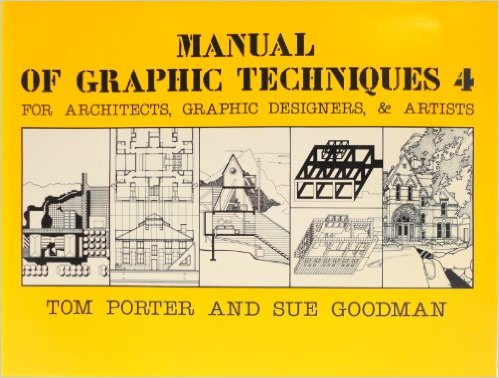 MANUAL
OF GRAPHIC TECHNIQUES 4
FOR ARCHITECTS, GRAPHIC DESIGNERS, & ARTISTS
TOM PORTER AND SUE GOODMAN